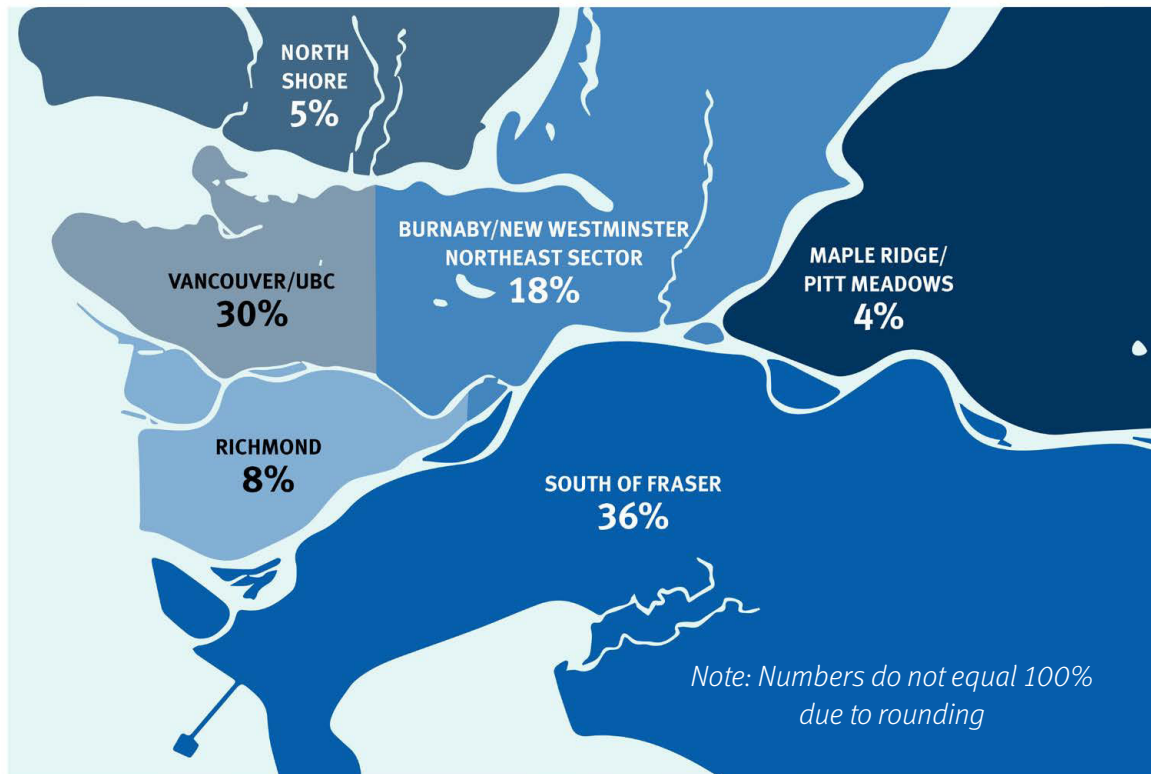 NORTH
SHORE
5%
BURNABY/NEW WESTMINSTER
NORTHEAST SECTOR
18%
VANCOUVER/UBC
30%
MAPLE RIDGE/
PITT MEADOWS
4%
RICHMOND
8%
SOUTH OF FRASER
36%
Note: Numbers do not equal 100%
due to rounding